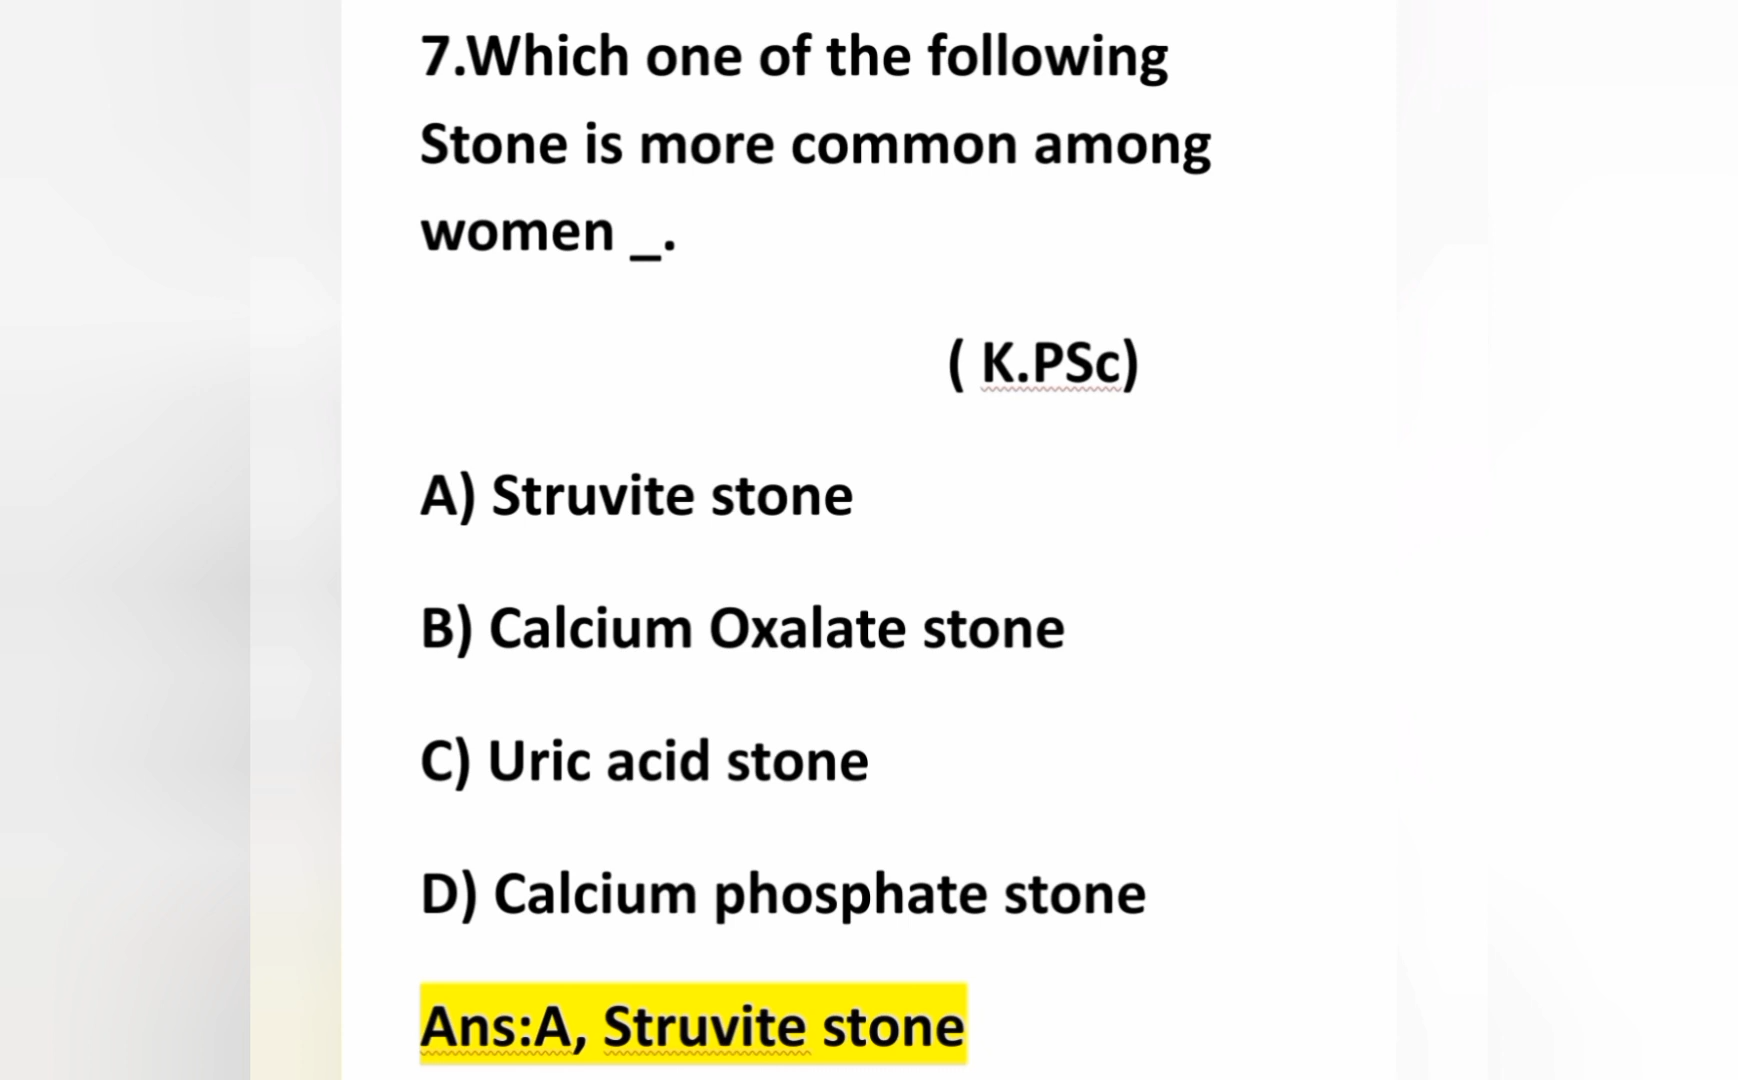 7.Which one of the following
Stone is more common among
women _.
( K.PSc)
A) Struvite stone
B) Calcium Oxalate stone
C) Uric acid stone
D) Calcium phosphate stone
Ans:A, Struvite stone